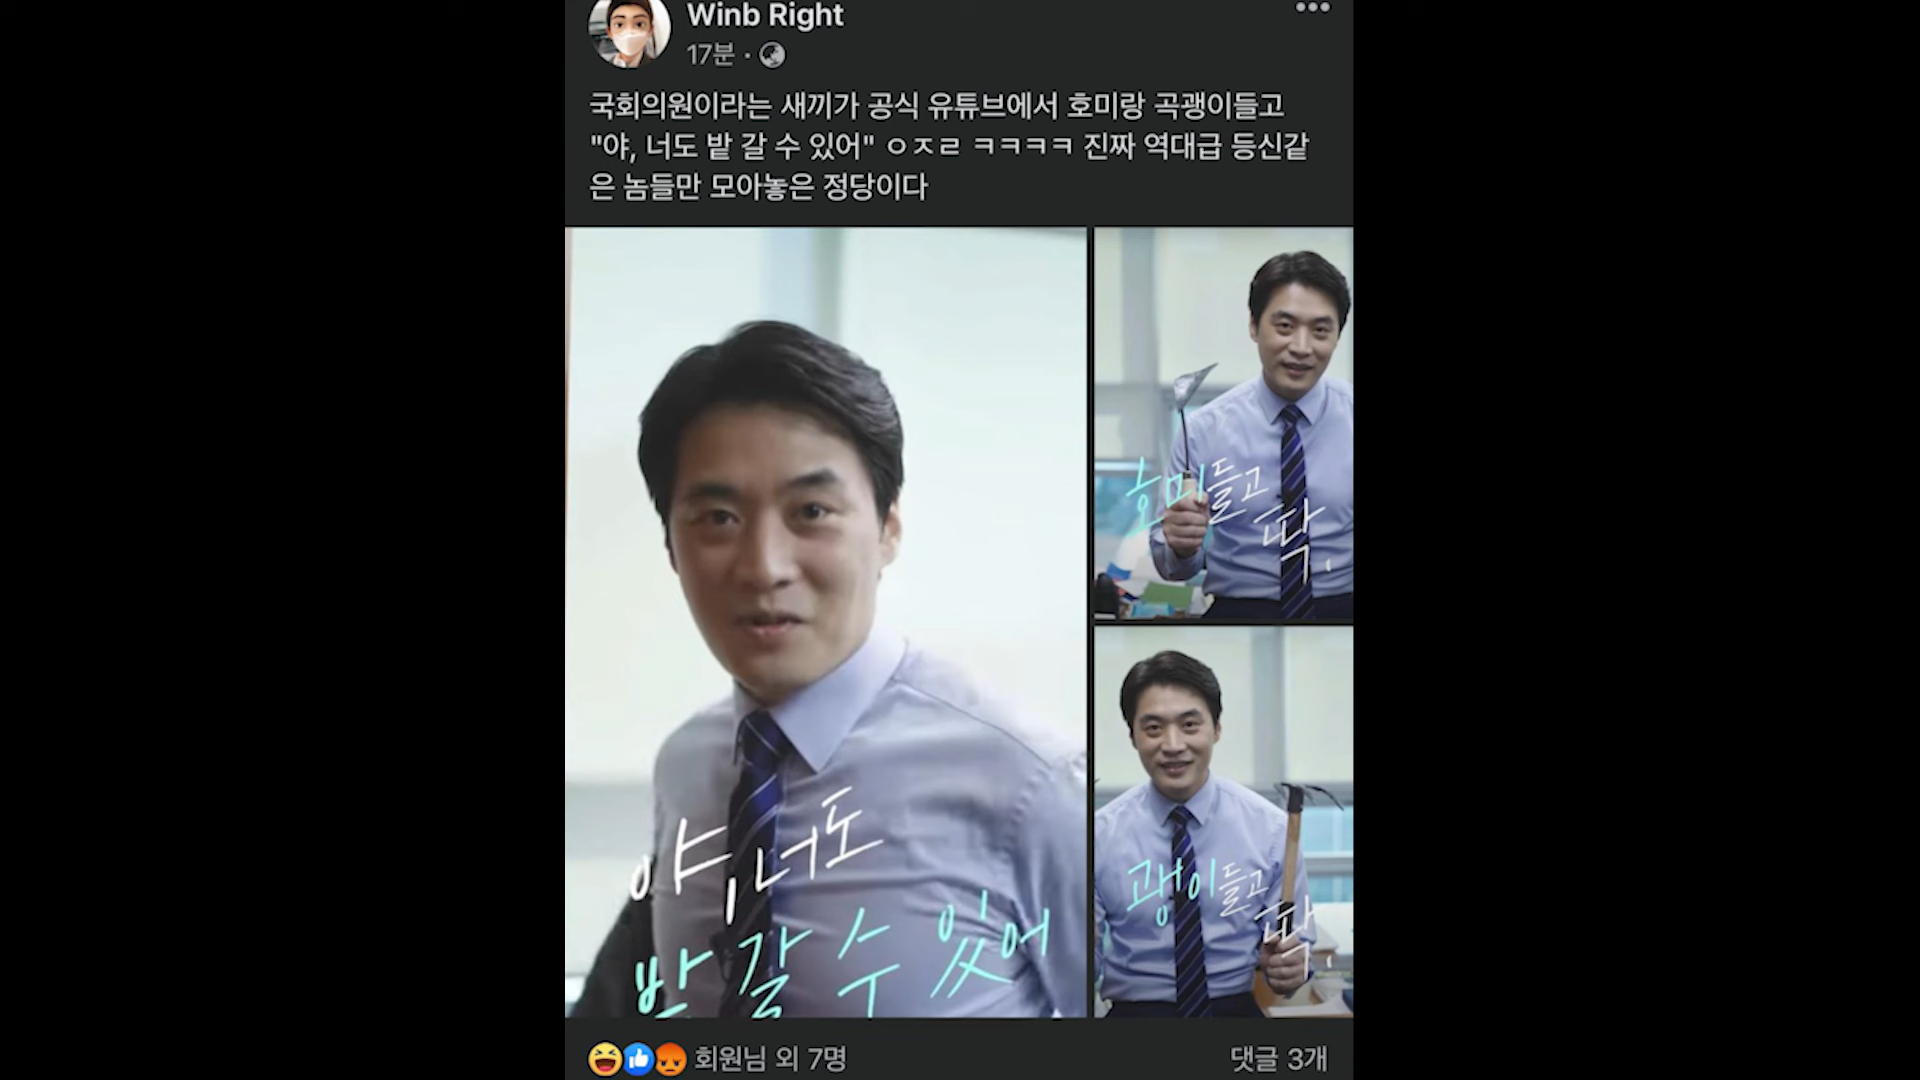 Winb Right
17분 ·
국회의원이라는 새끼가 공식 유튜브에서 호미랑 곡괭이들고
"야, 너도 밭 갈 수 있어" ㅇㅈㄹ ㅋㅋㅋㅋ 진짜 역대급 등신같
은 놈들만 모아놓은 정당이다
야, 너도
밭 갈 수 있어
호미들고
딱.
괭이들고
딱.
회원님 외 7명
댓글 3개